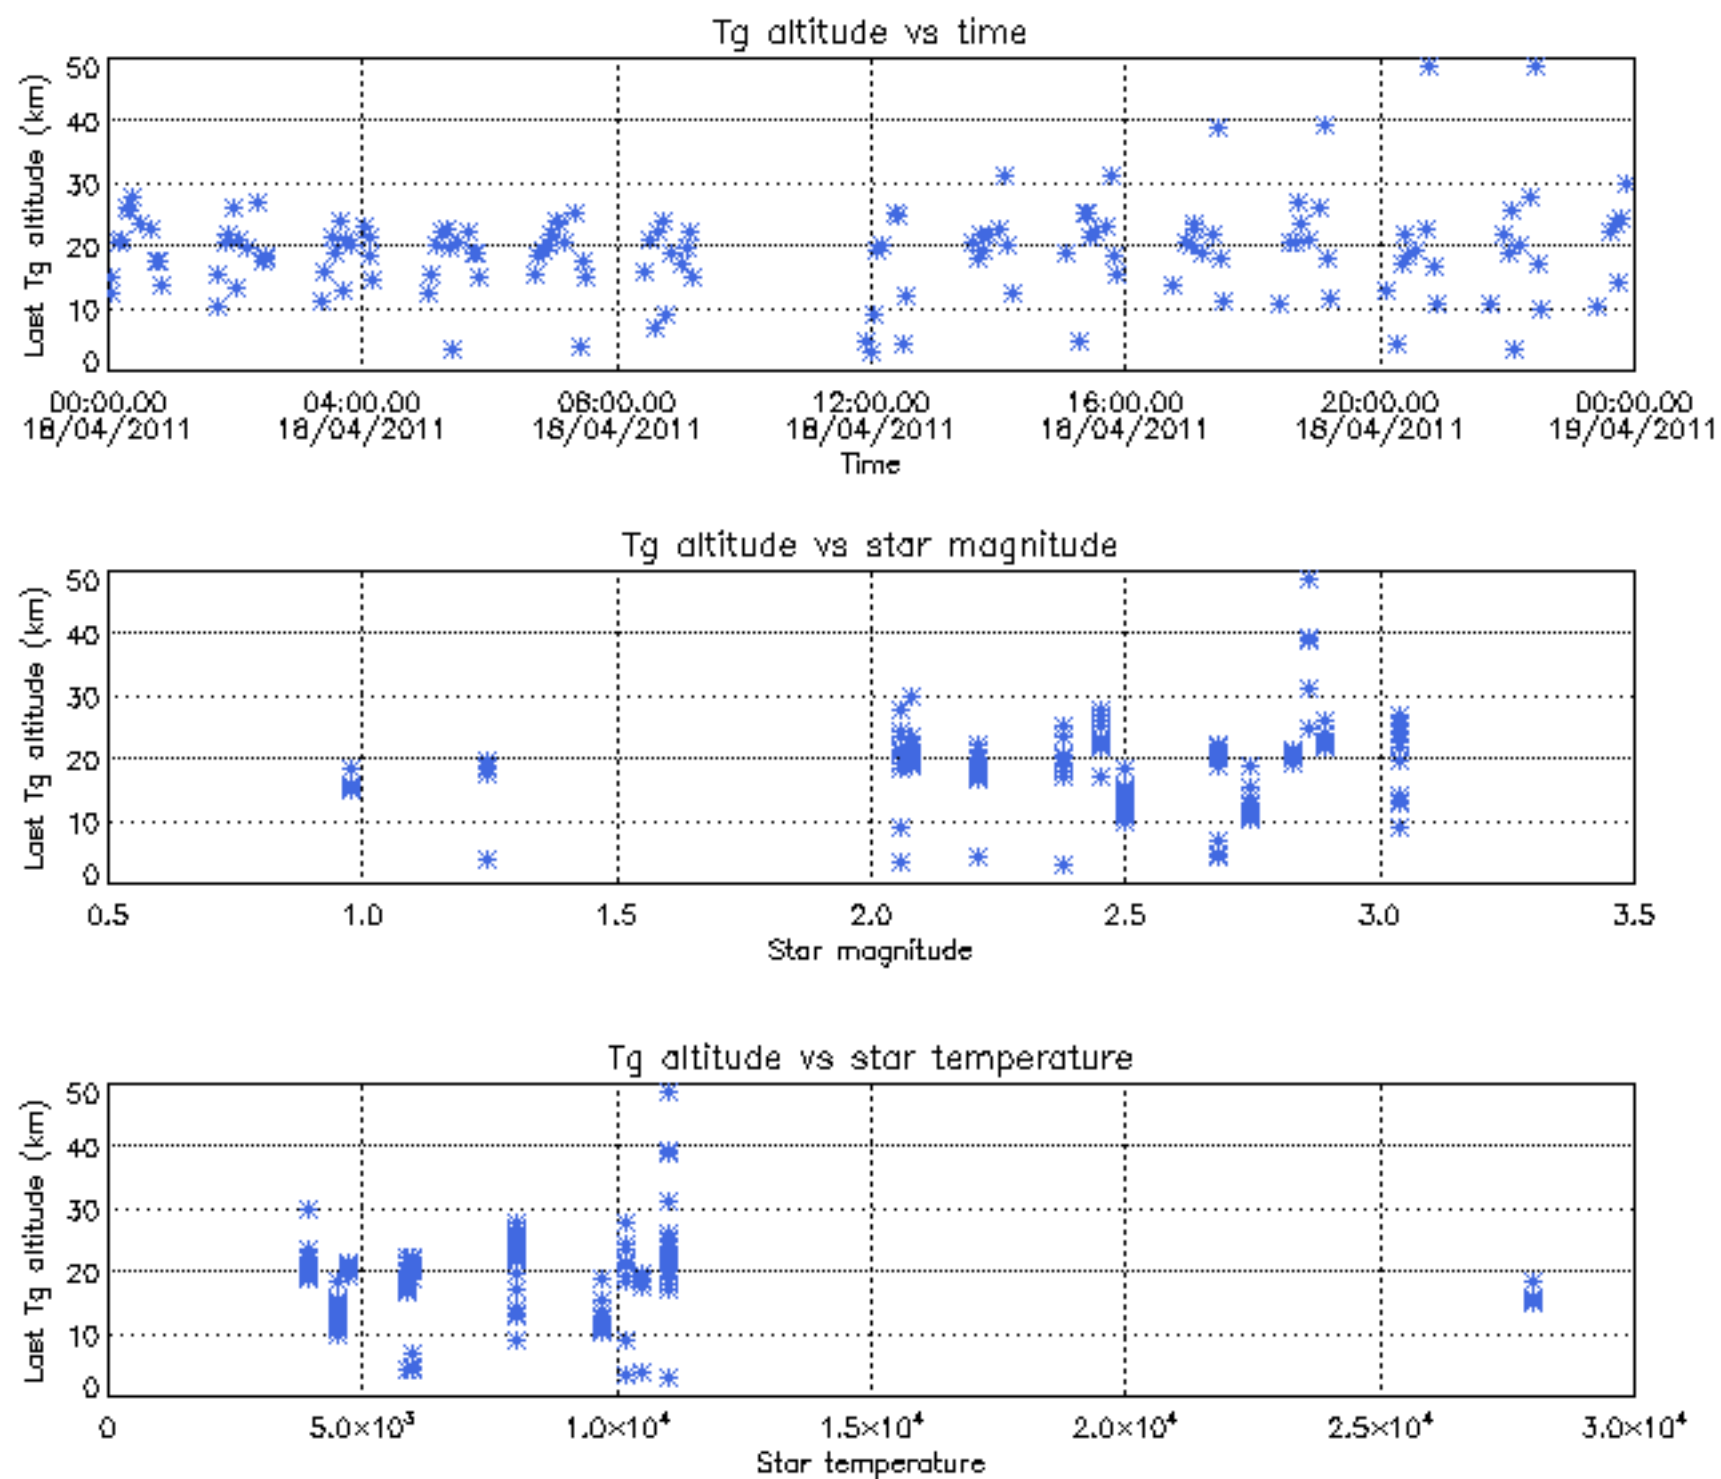 Tg altitude vs time
Last Tg altitude (km)
50
40
30
20
10
0
00:00.00 04:00.00 08:00.00 12:00.00 16:00.00 20:00.00 00:00.00
18/04/2011 18/04/2011 18/04/2011 18/04/2011 18/04/2011 18/04/2011 19/04/2011
Time
Tg altitude vs star magnitude
Last Tg altitude (km)
50
40
30
20
10
0
0.5 1.0 1.5 2.0 2.5 3.0 3.5
Star magnitude
Tg altitude vs star temperature
Last Tg altitude (km)
50
40
30
20
10
0
0 5.0×10³ 1.0×10⁴ 1.5×10⁴ 2.0×10⁴ 2.5×10⁴ 3.0×10⁴
Star temperature